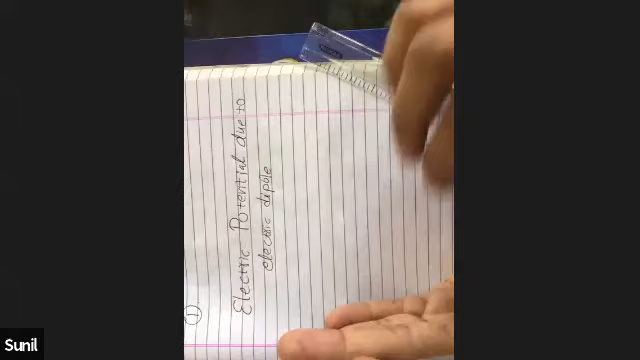 ①
Electric Potential due to
electric dipole
Sunil